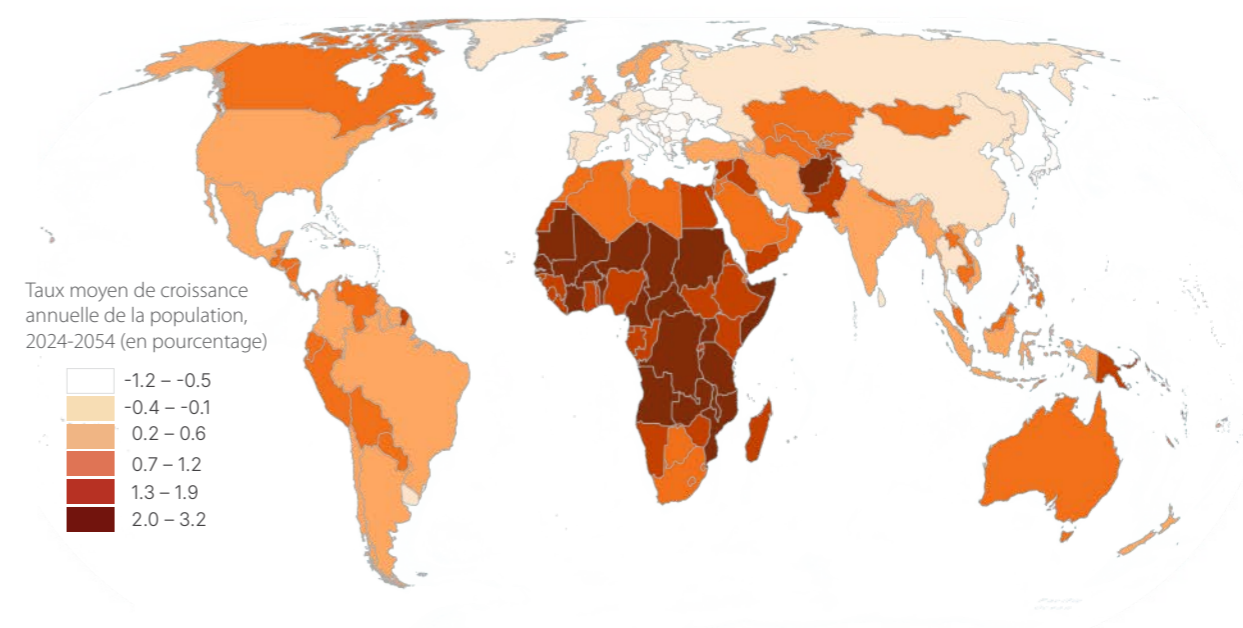 Taux moyen de croissance
annuelle de la population,
2024-2054 (en pourcentage)
-1.2 – -0.5
-0.4 – -0.1
0.2 – 0.6
0.7 – 1.2
1.3 – 1.9
2.0 – 3.2